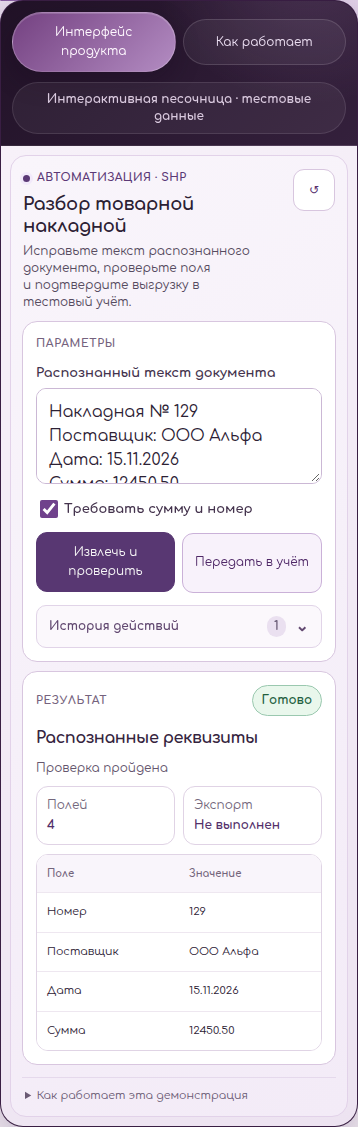 Интерфейс
продукта
Как работает
Интерактивная песочница · тестовые
данные
АВТОМАТИЗАЦИЯ · SHP
↺
Разбор товарной
накладной
Исправьте текст распознанного
документа, проверьте поля
и подтвердите выгрузку в
тестовый учёт.
ПАРАМЕТРЫ
Распознанный текст документа
Накладная № 129
Поставщик: ООО Альфа
Дата: 15.11.2026
Сумма: 12450.50
Требовать сумму и номер
Извлечь и
проверить
Передать в учёт
История действий 1
РЕЗУЛЬТАТ
Готово
Распознанные реквизиты
Проверка пройдена
Полей
4
Экспорт
Не выполнен
Поле Значение
Номер 129
Поставщик ООО Альфа
Дата 15.11.2026
Сумма 12450.50
Как работает эта демонстрация